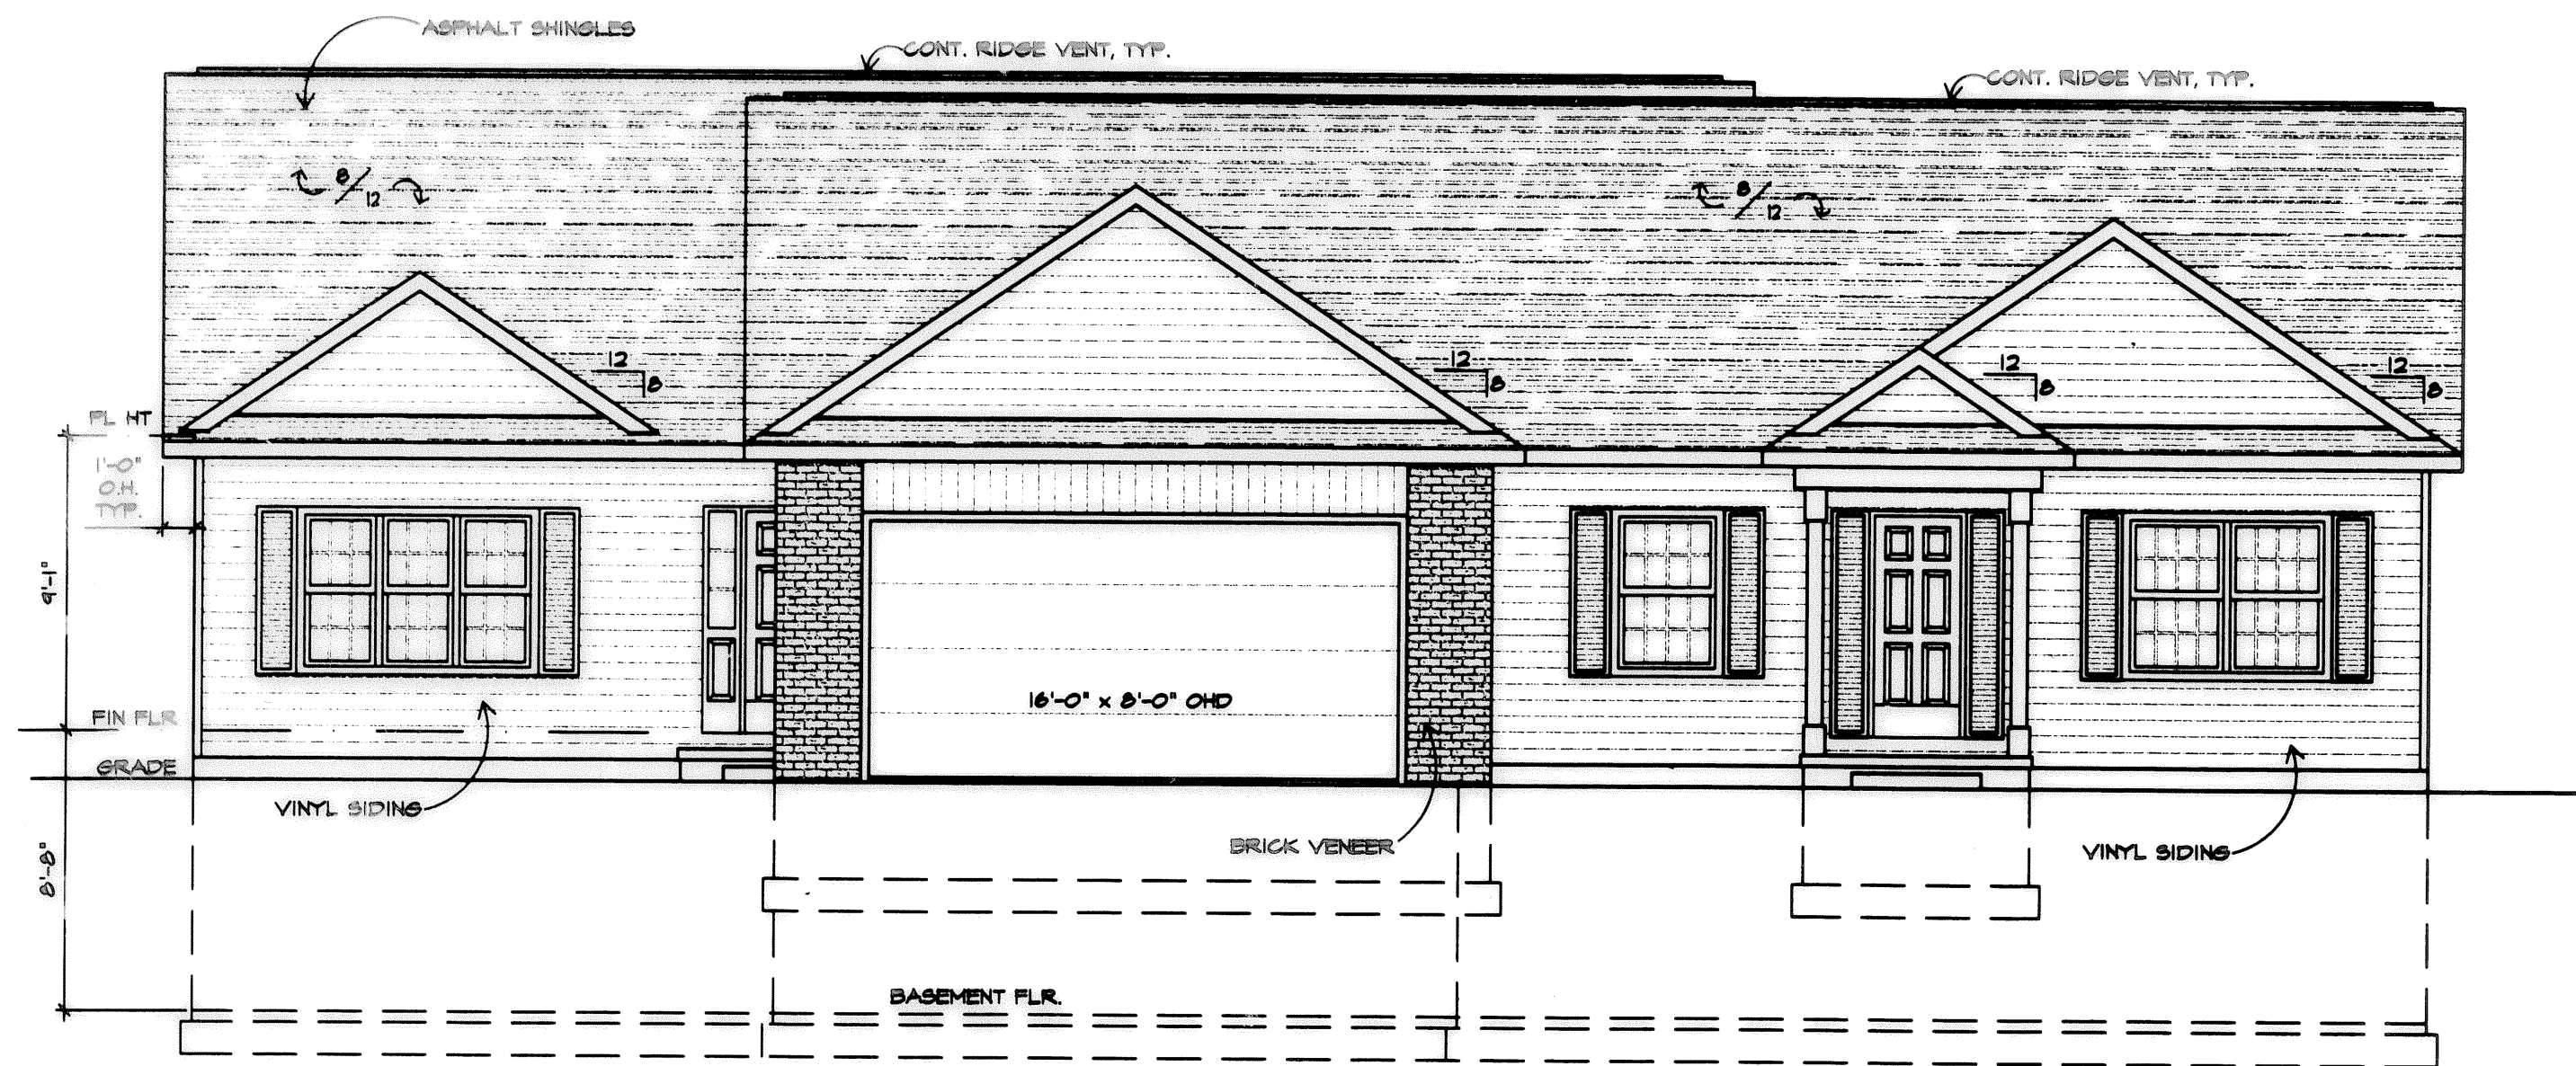 ASPHALT SHINGLES
CONT. RIDGE VENT, TYP.
CONT. RIDGE VENT, TYP.
8/12
8/12
12
8
12
8
12
8
12
8
PL HT
1'-0"
O.H.
TYP.
9'-1"
16'-0" x 8'-0" OHD
FIN FLR
GRADE
VINYL SIDING
BRICK VENEER
VINYL SIDING
8'-8"
BASEMENT FLR.